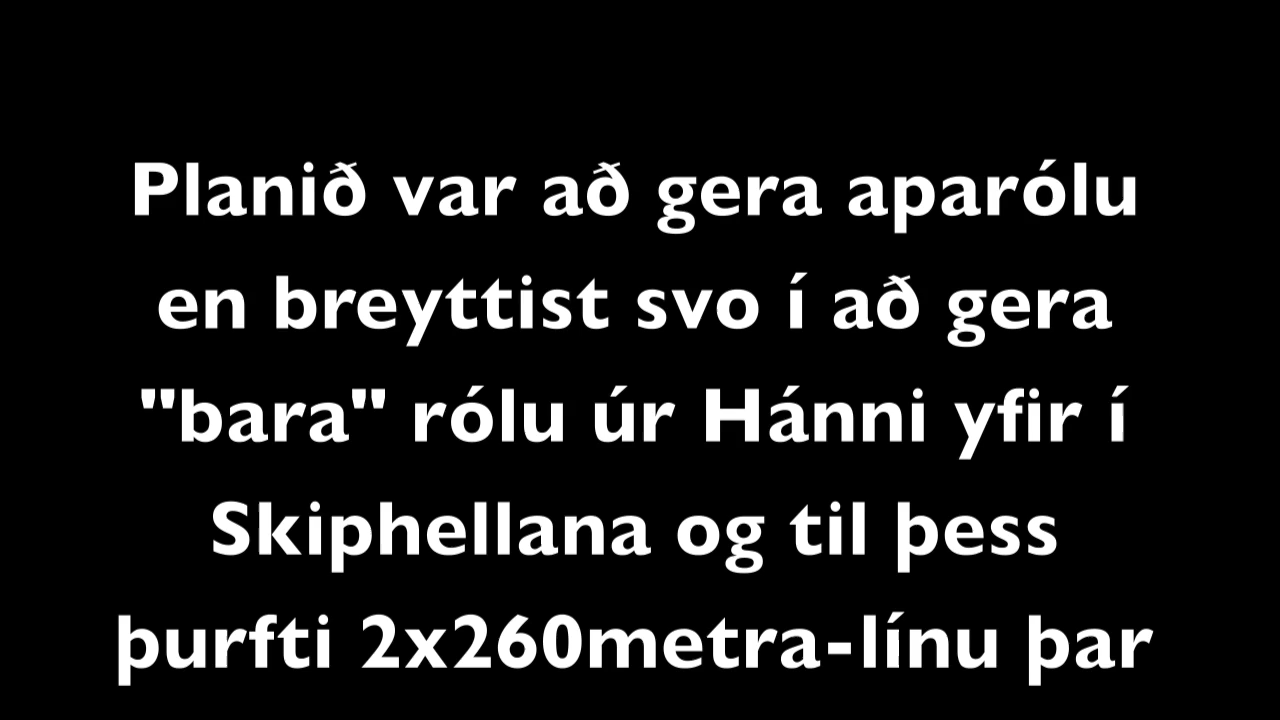 Planið var að gera aparólu
en breyttist svo í að gera
"bara" rólu úr Hánni yfir í
Skiphellana og til þess
þurfti 2x260metra-línu þar